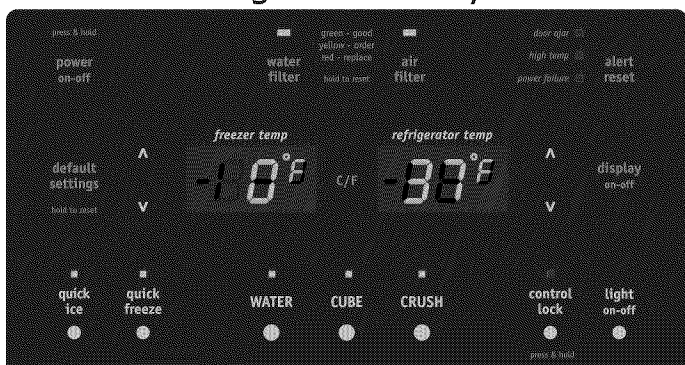 press & hold
power
on-off
water
filter
green - good
yellow - order
red - replace
hold to reset
air
filter
door ajar
high temp
power failure
alert
reset
freezer temp
refrigerator temp
default
settings
hold to reset
0°F
C/F
37°F
display
on-off
quick
ice
quick
freeze
WATER
CUBE
CRUSH
control
lock
press & hold
light
on-off